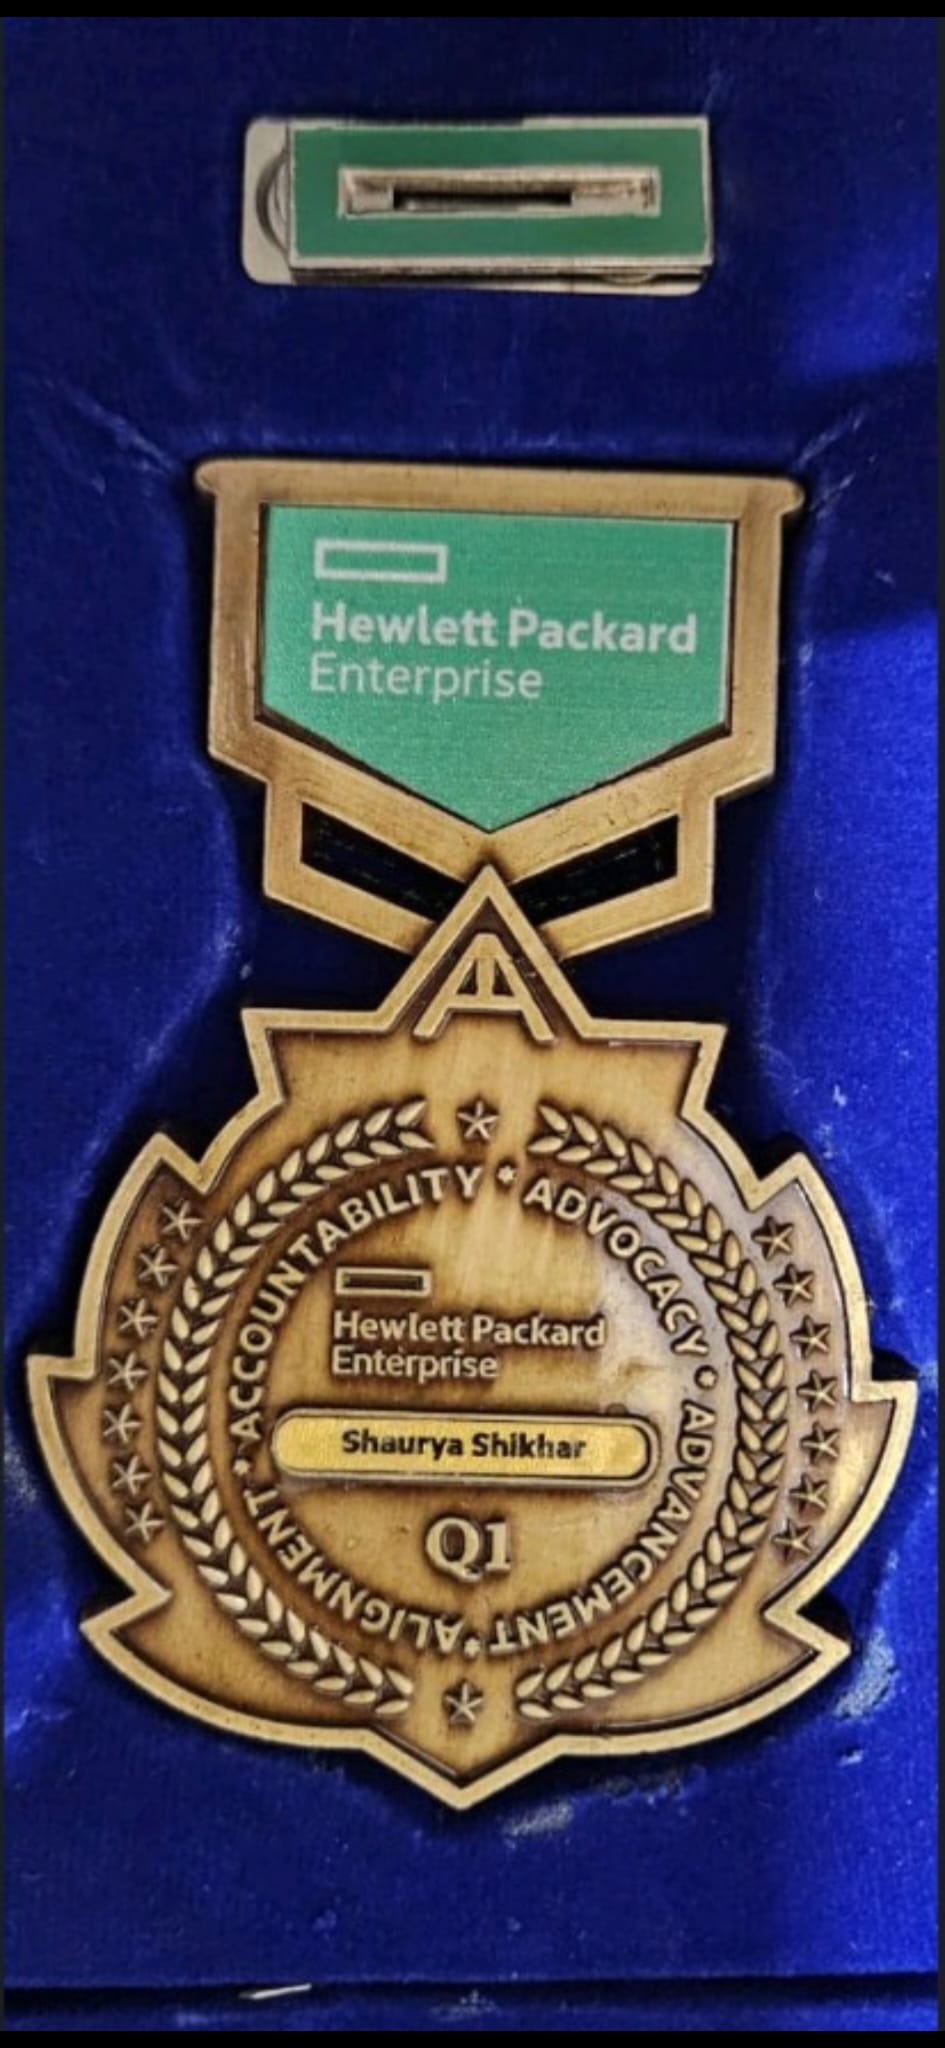 Hewlett Packard
Enterprise
ACCOUNTABILITY * ADVOCACY * ADVANCEMENT * ALIGNMENT *
Hewlett Packard
Enterprise
Shaurya Shikhar
Q1